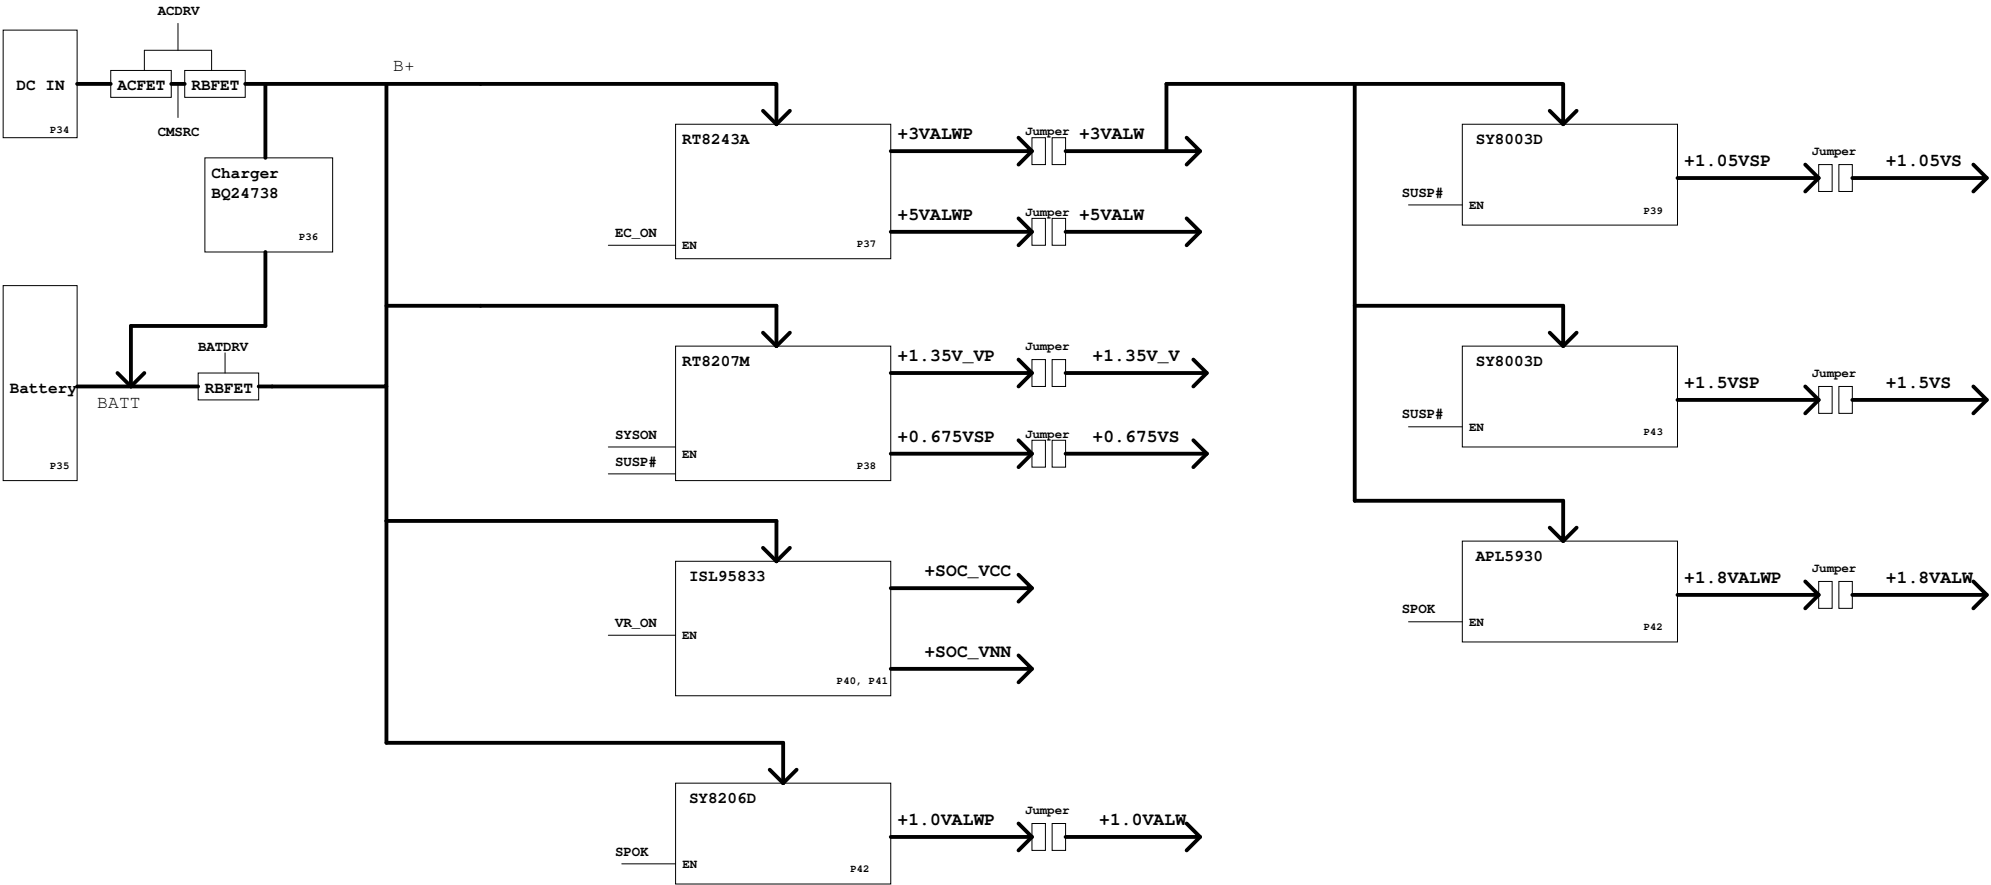 ACDRV
DC IN
ACFET
RBFET
P34
CMSRC
B+
Charger
BQ24738
P36
BATDRV
Battery
RBFET
BATT
P35
RT8243A
+3VALWP
Jumper
+3VALW
+5VALWP
Jumper
+5VALW
EC_ON
EN
P37
RT8207M
+1.35V_VP
Jumper
+1.35V_V
+0.675VSP
Jumper
+0.675VS
SYSON
EN
SUSP#
P38
ISL95833
+SOC_VCC
VR_ON
EN
+SOC_VNN
P40, P41
SY8206D
+1.0VALWP
Jumper
+1.0VALW
SPOK
EN
P42
SY8003D
+1.05VSP
Jumper
+1.05VS
SUSP#
EN
P39
SY8003D
+1.5VSP
Jumper
+1.5VS
SUSP#
EN
P43
APL5930
+1.8VALWP
Jumper
+1.8VALW
SPOK
EN
P42